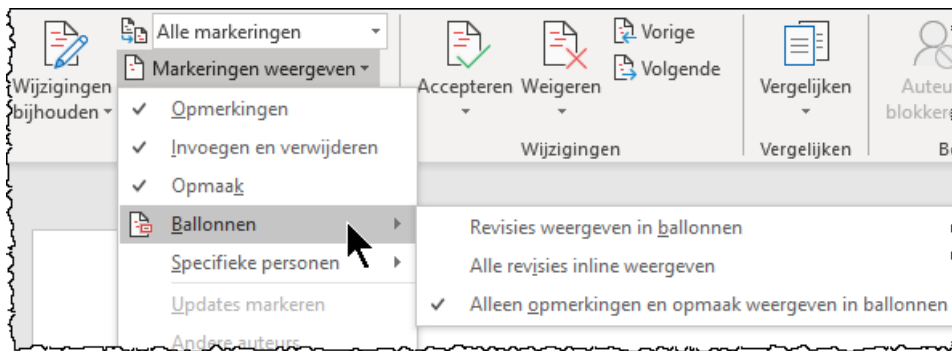 Alle markeringen
Markeringen weergeven
Wijzigingen
bijhouden
Accepteren
Weigeren
Vorige
Volgende
Wijzigingen
Vergelijken
Vergelijken
Opmerkingen
Invoegen en verwijderen
Opmaak
Ballonnen
Specifieke personen
Updates markeren
Andere auteurs
Revisies weergeven in ballonnen
Alle revisies inline weergeven
Alleen opmerkingen en opmaak weergeven in ballonnen